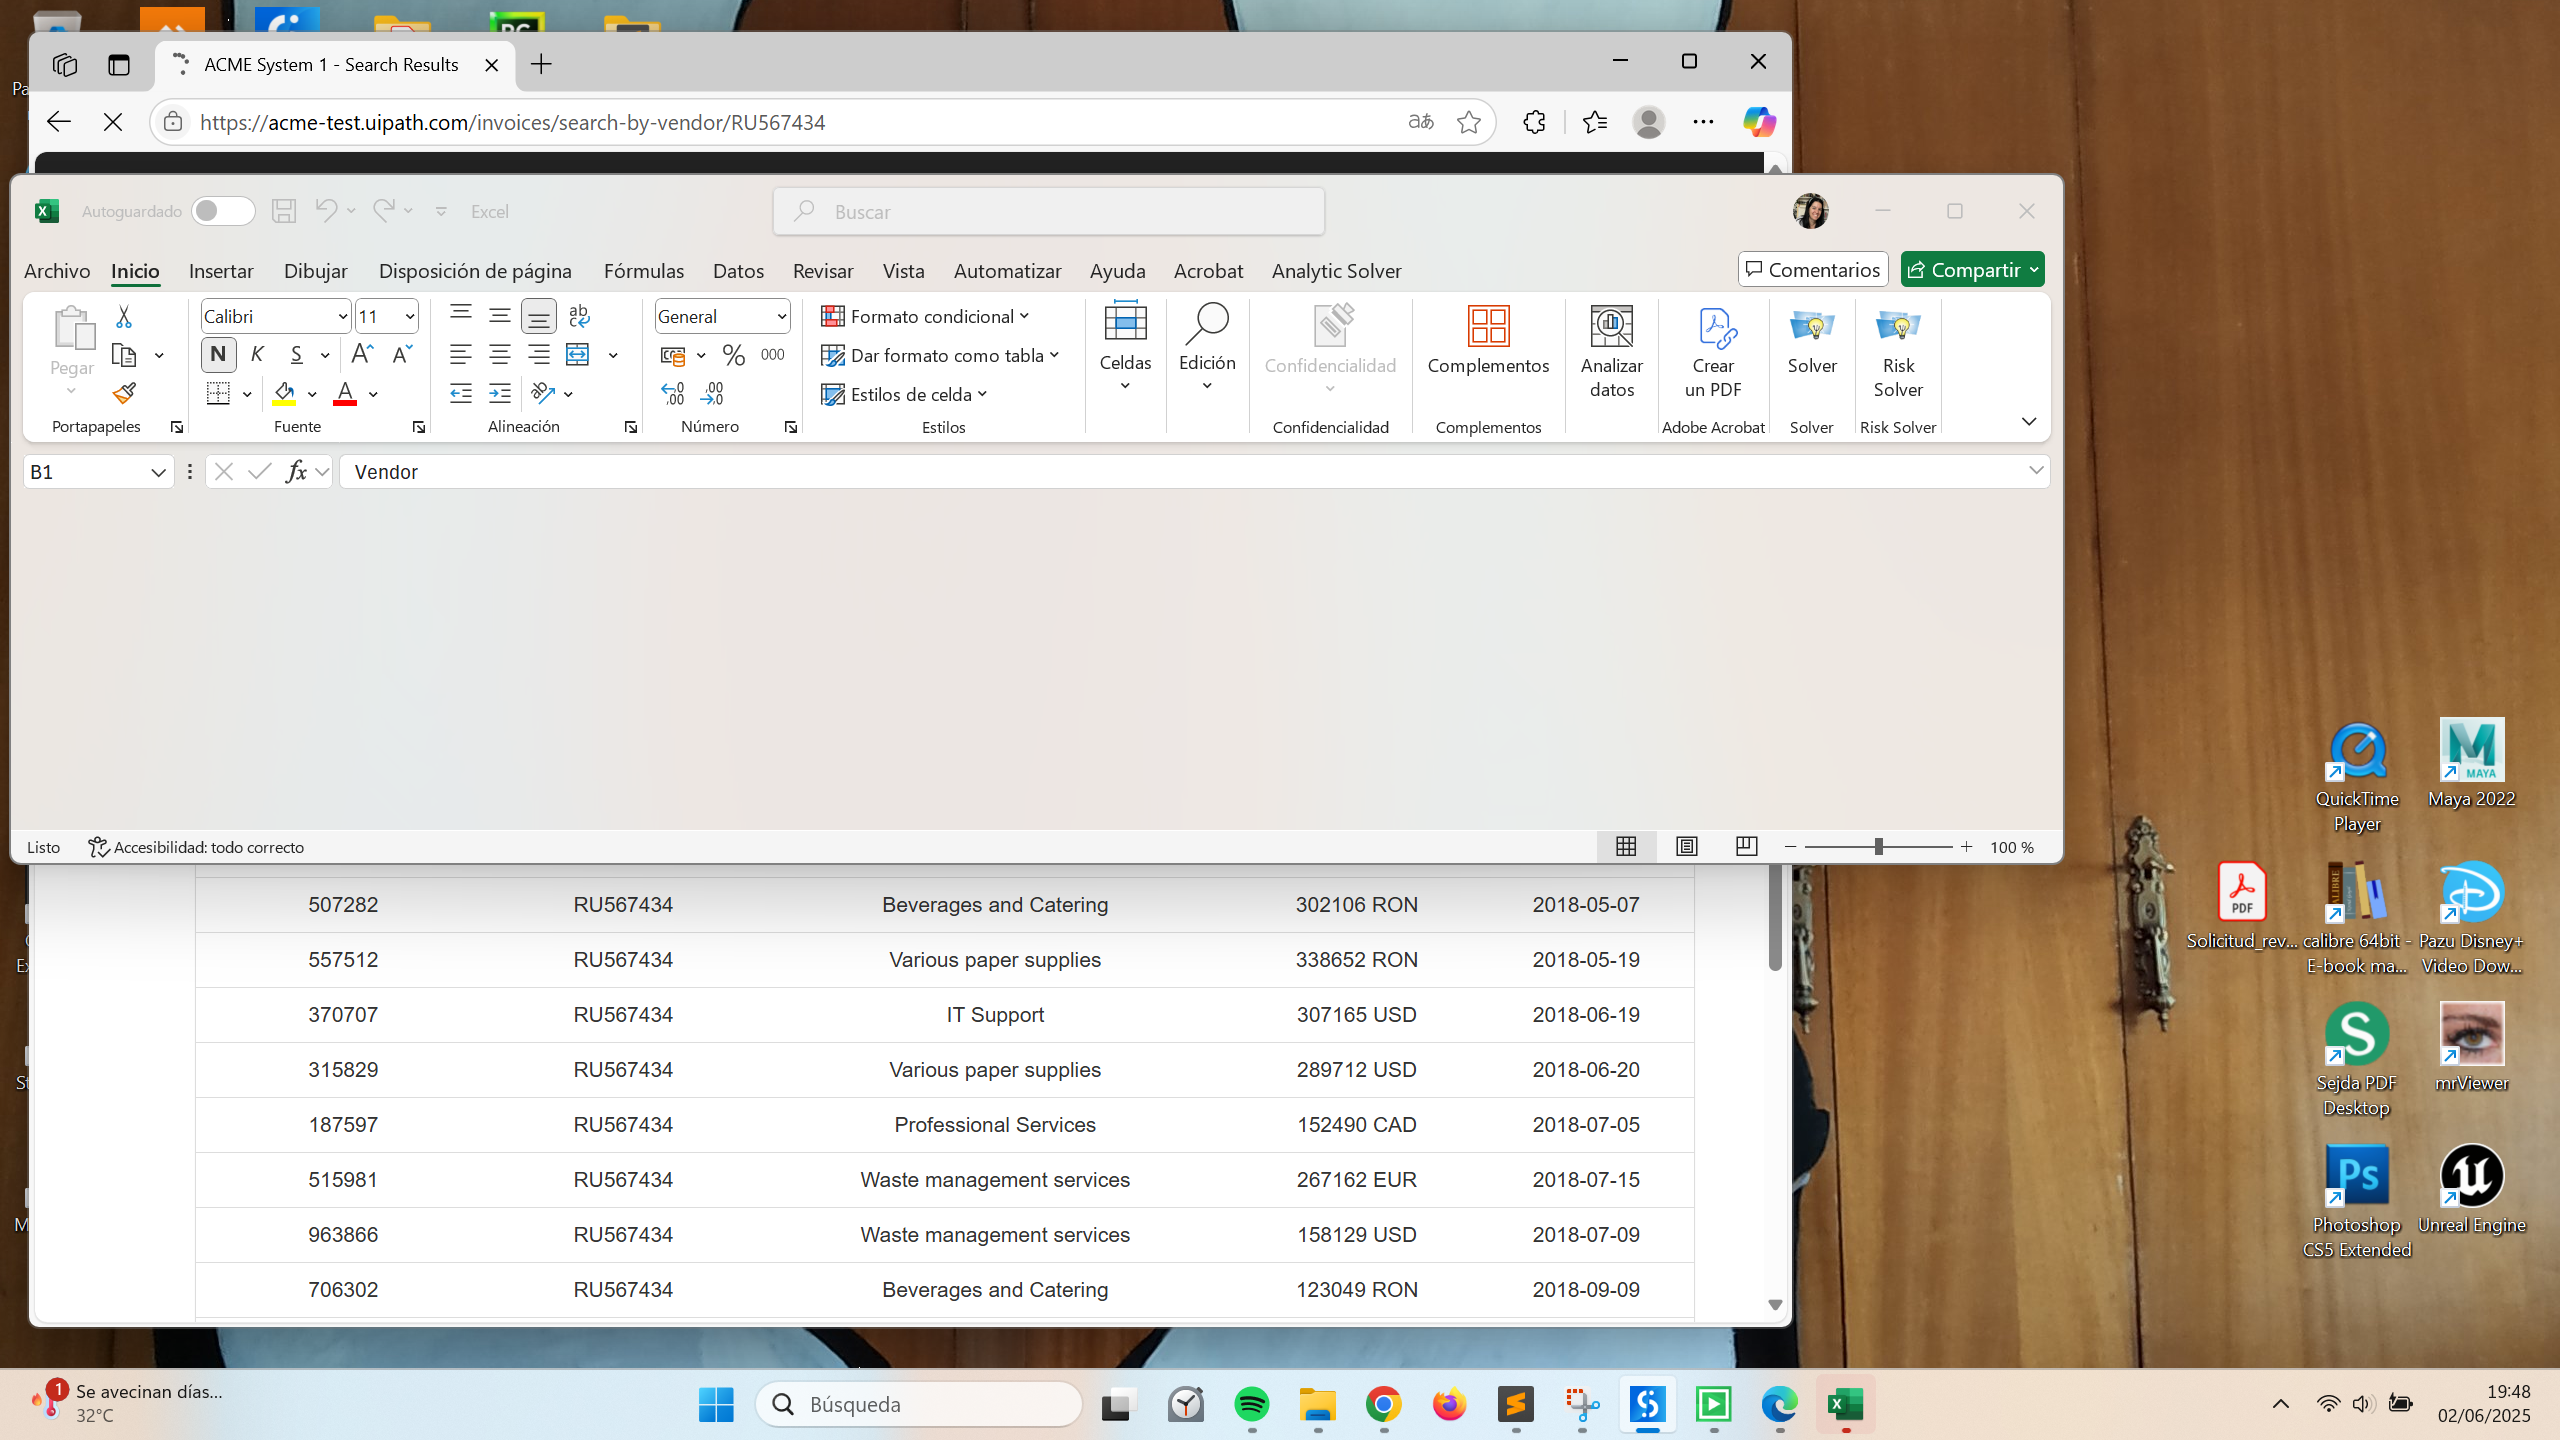 ACME System 1 - Search Results
https://acme-test.uipath.com/invoices/search-by-vendor/RU567434
Autoguardado
Excel
Buscar
Archivo Inicio Insertar Dibujar Disposición de página Fórmulas Datos Revisar Vista Automatizar Ayuda Acrobat Analytic Solver
Comentarios
Compartir
Pegar
Portapapeles
Calibri
11
N K S
Fuente
Alineación
General
% 000
Número
Formato condicional
Dar formato como tabla
Estilos de celda
Estilos
Celdas
Edición
Confidencialidad
Confidencialidad
Complementos
Complementos
Analizar
datos
Crear
un PDF
Adobe Acrobat
Solver
Solver
Risk
Solver
Risk Solver
B1
fx
Vendor
Listo
Accesibilidad: todo correcto
100 %
507282 RU567434 Beverages and Catering 302106 RON 2018-05-07
557512 RU567434 Various paper supplies 338652 RON 2018-05-19
370707 RU567434 IT Support 307165 USD 2018-06-19
315829 RU567434 Various paper supplies 289712 USD 2018-06-20
187597 RU567434 Professional Services 152490 CAD 2018-07-05
515981 RU567434 Waste management services 267162 EUR 2018-07-15
963866 RU567434 Waste management services 158129 USD 2018-07-09
706302 RU567434 Beverages and Catering 123049 RON 2018-09-09
QuickTime
Player
MAYA
Maya 2022
PDF
Solicitud_rev...
calibre 64bit -
E-book ma...
Pazu Disney+
Video Dow...
Sejda PDF
Desktop
mrViewer
Ps
Photoshop
CS5 Extended
Unreal Engine
1
Se avecinan días...
32°C
Búsqueda
19:48
02/06/2025